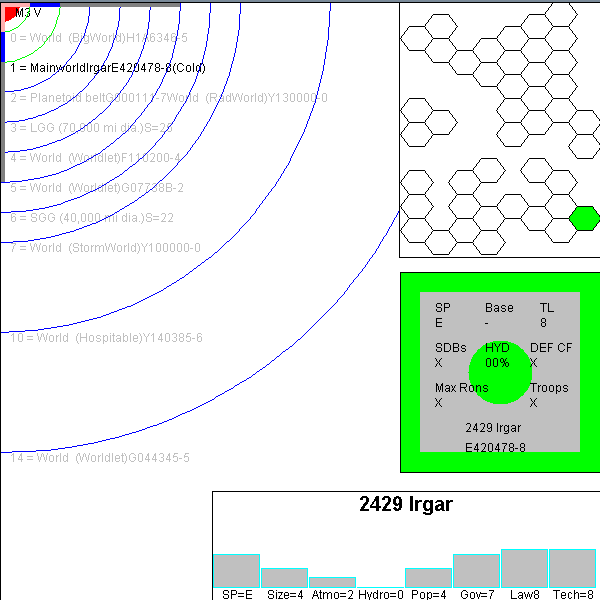 M3 V
0 = World (BigWorld)H1A6346-5
1 = MainworldIrgarE420478-8(Cold)
2 = Planetoid beltG000111-7World (RadWorld)Y130000-0
3 = LGG (70,000 mi dia.)S=25
4 = World (Worldlet)F110200-4
5 = World (Worldlet)G07738B-2
6 = SGG (40,000 mi dia.)S=22
7 = World (StormWorld)Y100000-0
10 = World (Hospitable)Y140385-6
14 = World (Worldlet)G044345-5
SP Base TL
E - 8
SDBs HYD DEF CF
X 00% X
Max Rons Troops
X X
2429 Irgar
E420478-8
2429 Irgar
SP=E Size=4 Atmo=2 Hydro=0 Pop=4 Gov=7 Law8 Tech=8